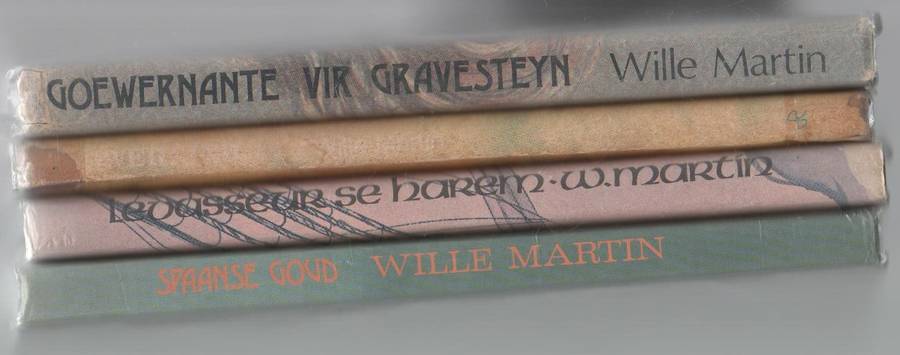 GOEWERNANTE VIR GRAVESTEYN Wille Martin
Levasseur se harem · W. Martin
SPAANSE GOUD WILLE MARTIN